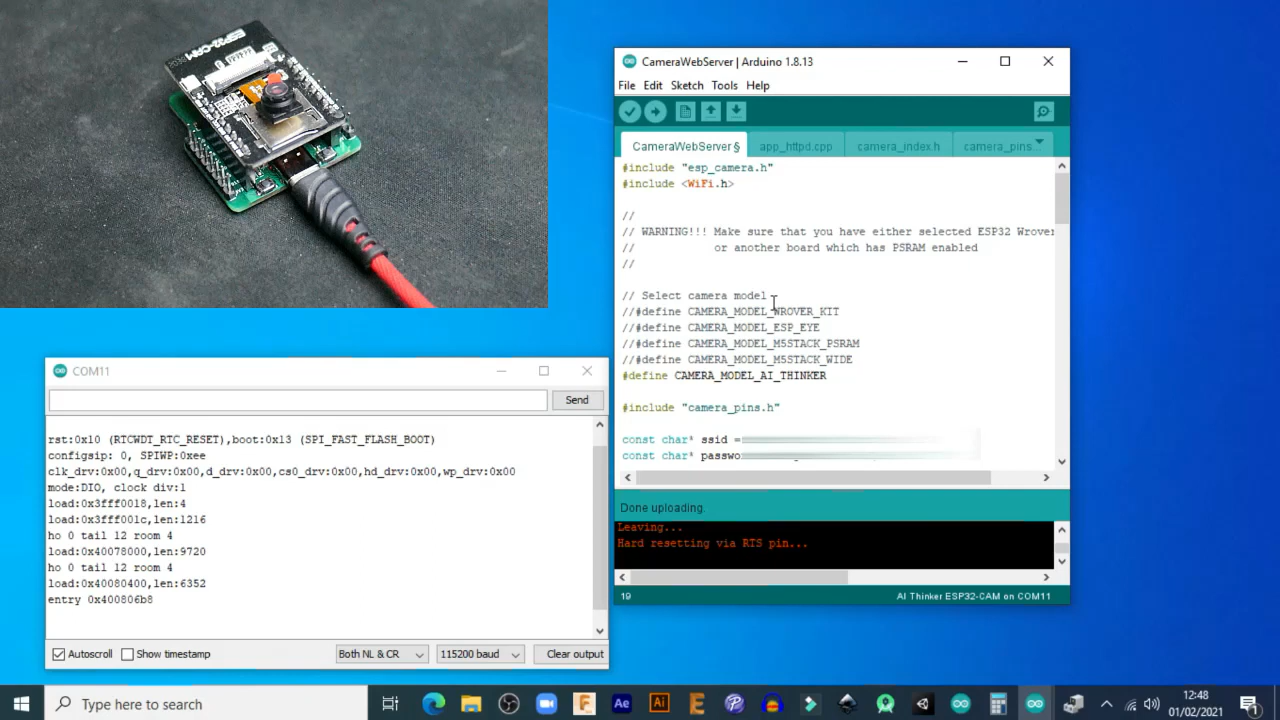 ESP32-CAM
CameraWebServer | Arduino 1.8.13
File Edit Sketch Tools Help
CameraWebServer § app_httpd.cpp camera_index.h camera_pins.
#include "esp_camera.h"
#include <WiFi.h>
//
// WARNING!!! Make sure that you have either selected ESP32 Wrover
// or another board which has PSRAM enabled
//
// Select camera model
//#define CAMERA_MODEL_WROVER_KIT
//#define CAMERA_MODEL_ESP_EYE
//#define CAMERA_MODEL_M5STACK_PSRAM
//#define CAMERA_MODEL_M5STACK_WIDE
#define CAMERA_MODEL_AI_THINKER
#include "camera_pins.h"
const char* ssid =
const char* passwo
Done uploading.
Leaving...
Hard resetting via RTS pin...
19 AI Thinker ESP32-CAM on COM11
COM11
Send
rst:0x10 (RTCWDT_RTC_RESET),boot:0x13 (SPI_FAST_FLASH_BOOT)
configsip: 0, SPIWP:0xee
clk_drv:0x00,q_drv:0x00,d_drv:0x00,cs0_drv:0x00,hd_drv:0x00,wp_drv:0x00
mode:DIO, clock div:1
load:0x3fff0018,len:4
load:0x3fff001c,len:1216
ho 0 tail 12 room 4
load:0x40078000,len:9720
ho 0 tail 12 room 4
load:0x40080400,len:6352
entry 0x400806b8
Autoscroll Show timestamp Both NL & CR 115200 baud Clear output
Type here to search
Ae Ai
12:48
01/02/2021